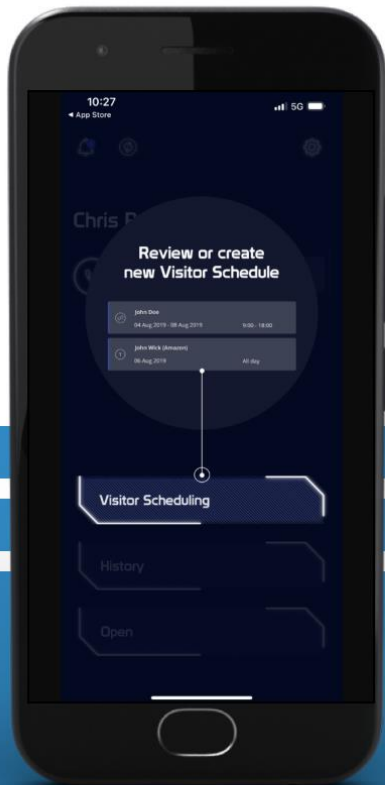 10:27
5G
◀ App Store
Chris
Review or create
new Visitor Schedule
John Doe
04 Aug 2019 - 08 Aug 2019
9:00 - 18:00
John Wick (Amazon)
06 Aug 2019
All day
Visitor Scheduling
History
Open